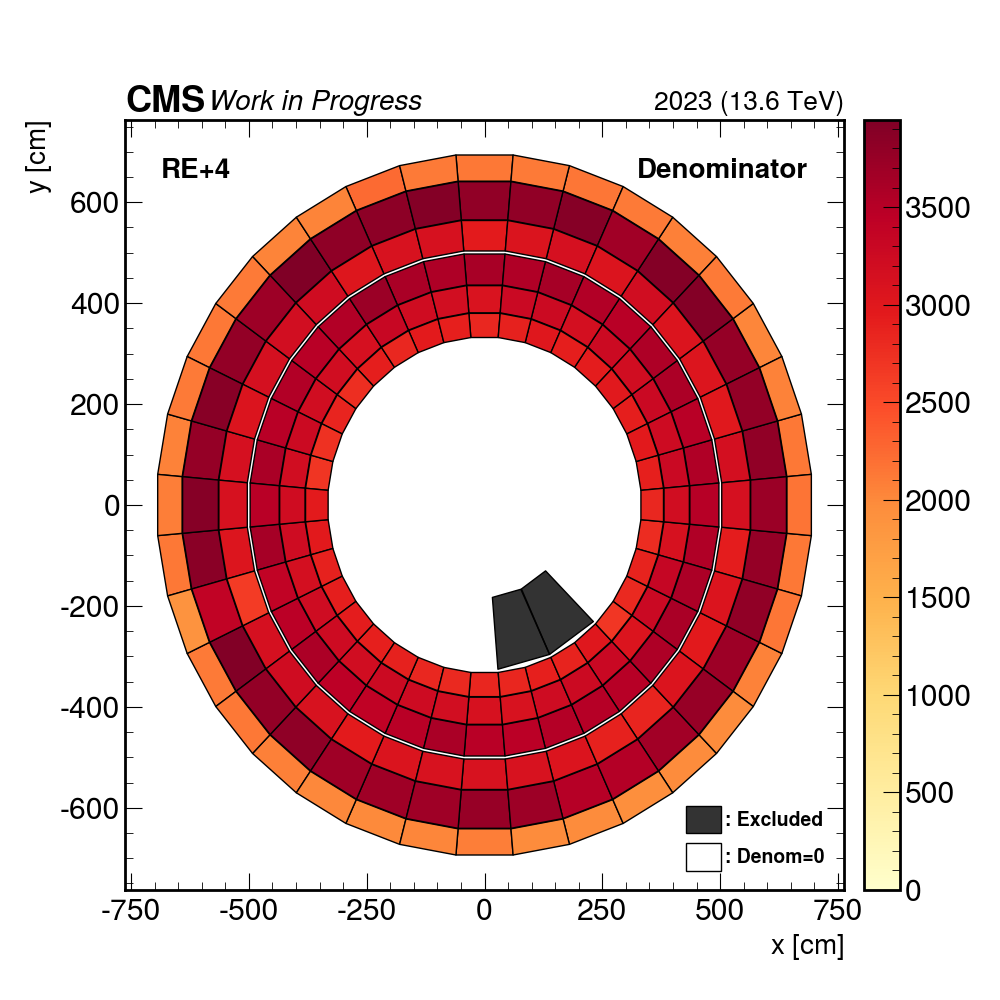 CMS Work in Progress 2023 (13.6 TeV)
y [cm]
RE+4 Denominator
600
400
200
0
-200
-400
-600
: Excluded
: Denom=0
-750 -500 -250 0 250 500 750
x [cm]
3500
3000
2500
2000
1500
1000
500
0